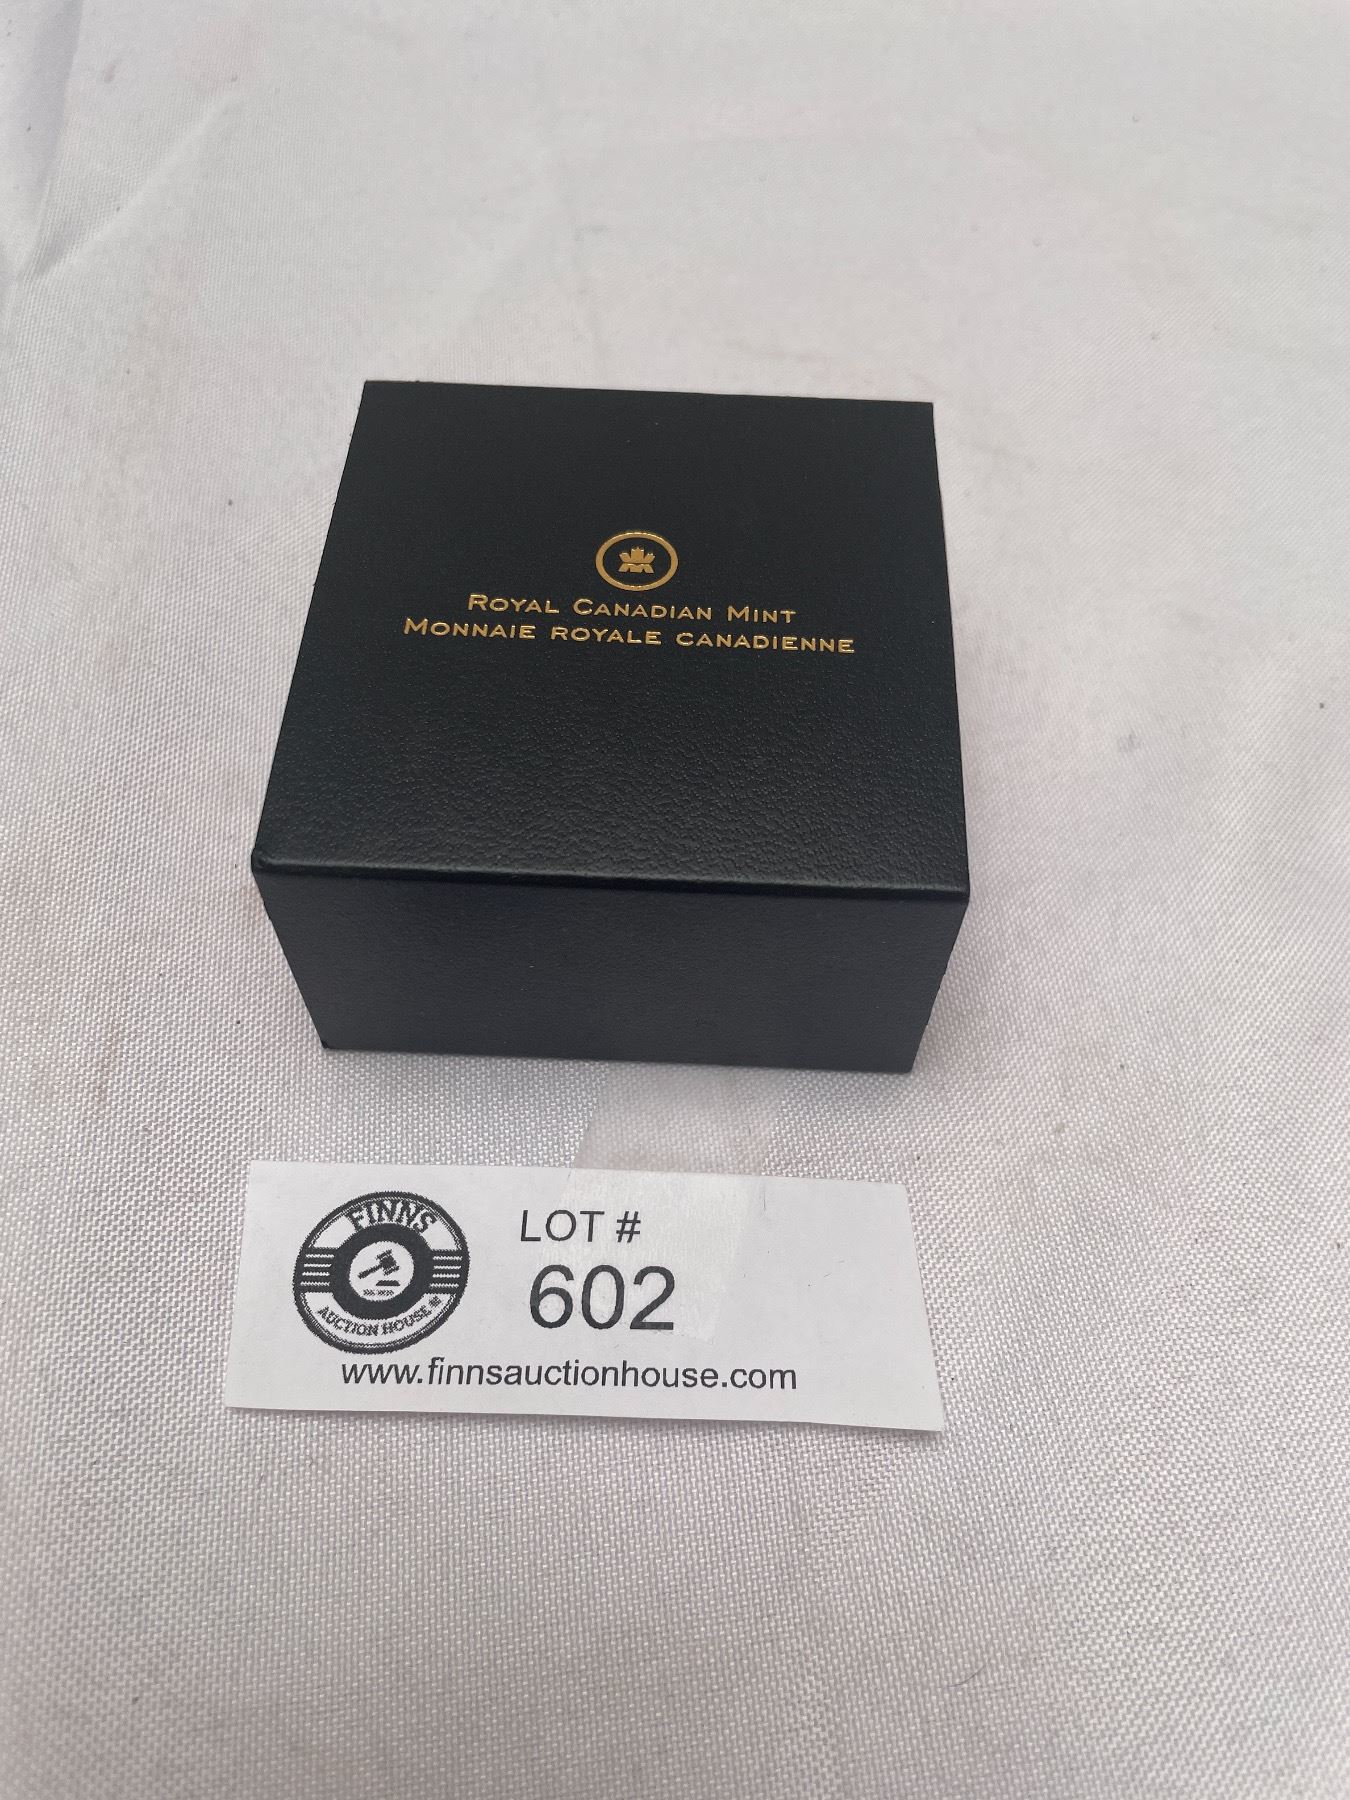 ROYAL CANADIAN MINT
MONNAIE ROYALE CANADIENNE
FINNS
AUCTION HOUSE
LOT #
602
www.finnsauctionhouse.com